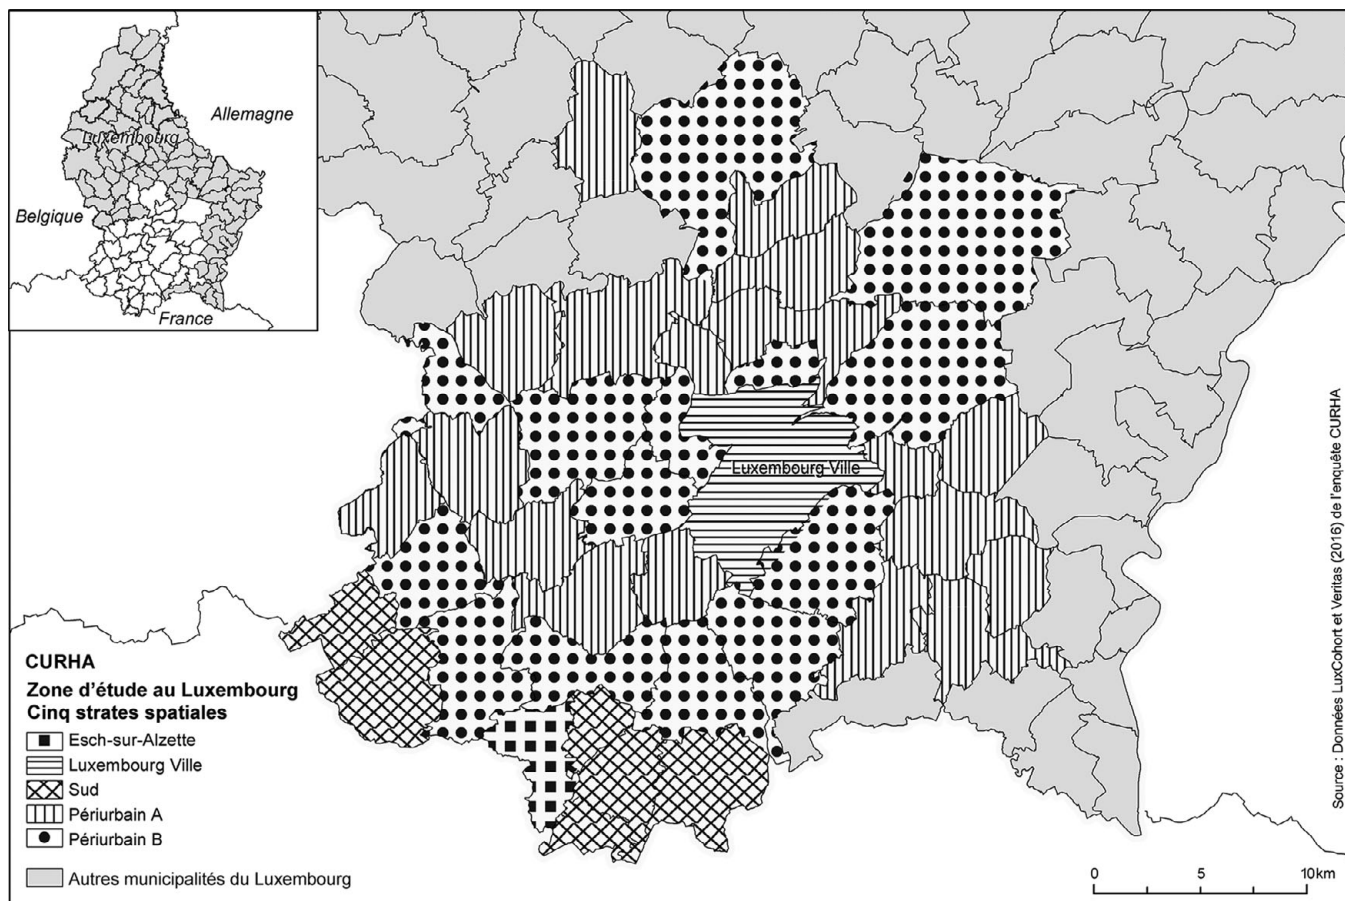 Allemagne
Luxembourg
Belgique
France
Luxembourg Ville
CURHA
Zone d'étude au Luxembourg
Cinq strates spatiales
Esch-sur-Alzette
Luxembourg Ville
Sud
Périurbain A
Périurbain B
Autres municipalités du Luxembourg
0 5 10km
Source : Données LuxCohort et Veritas (2016) de l'enquête CURHA